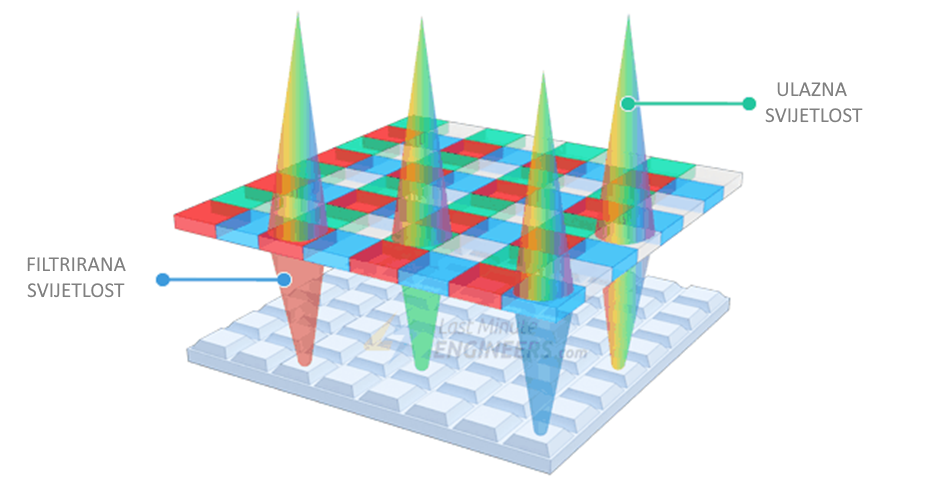 ULAZNA
SVIJETLOST
FILTRIRANA
SVIJETLOST
Last Minute
ENGINEERS.com